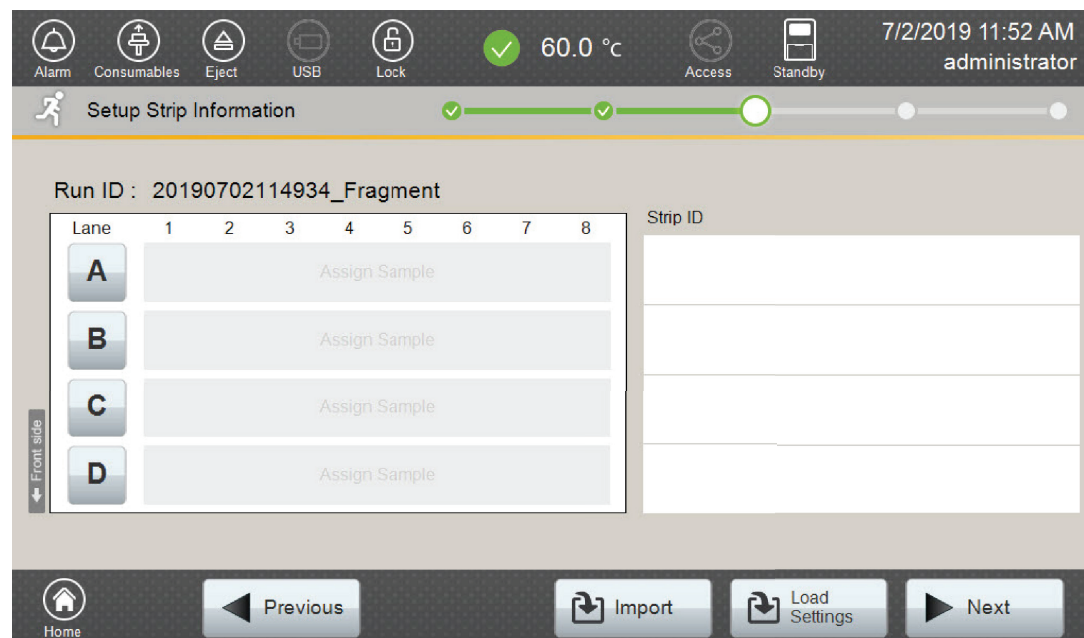 Alarm Consumables Eject USB Lock 60.0 °C Access Standby 7/2/2019 11:52 AM
administrator
Setup Strip Information
Run ID : 20190702114934_Fragment
Lane 1 2 3 4 5 6 7 8
Strip ID
A Assign Sample
B Assign Sample
C Assign Sample
D Assign Sample
Front side
Home Previous Import Load Settings Next